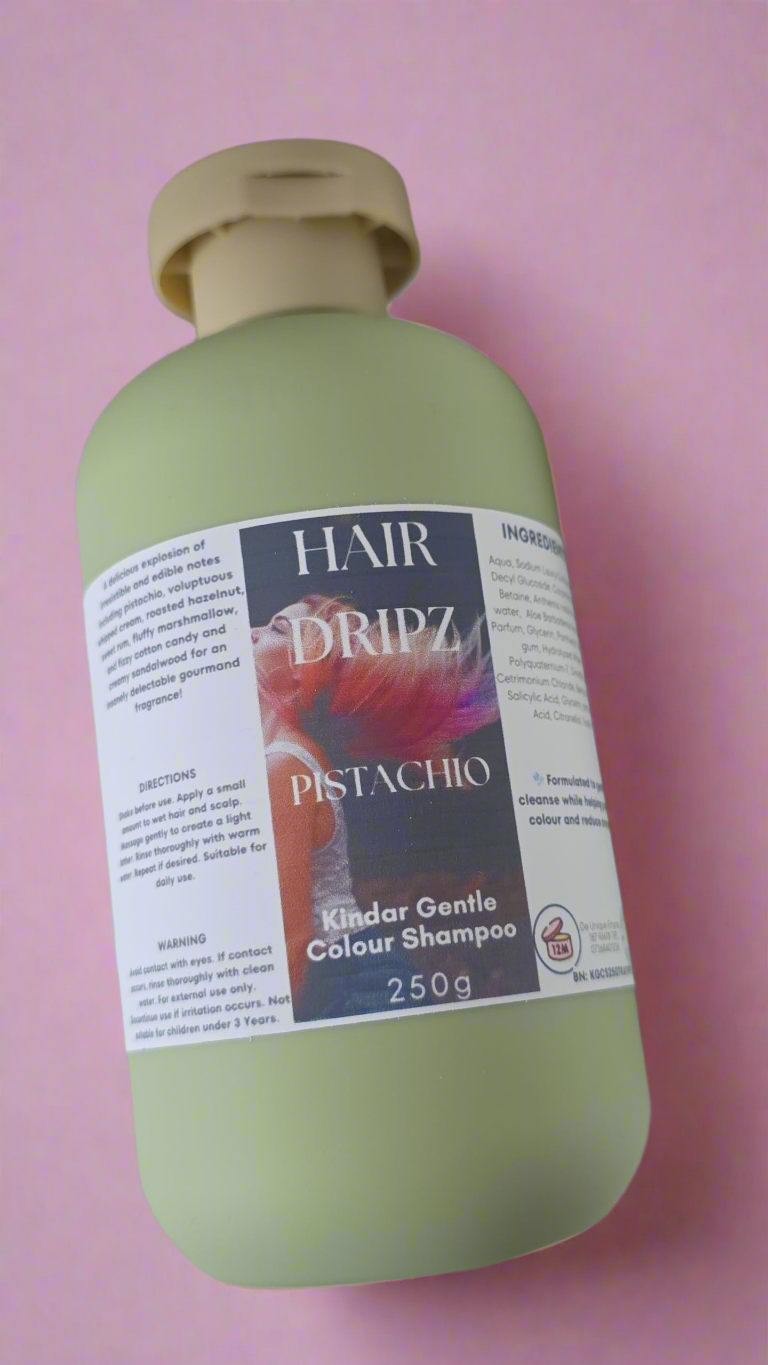 A delicious explosion of
irresistible and edible notes
including pistachio, voluptuous
whipped cream, roasted hazelnut,
sweet rum, fluffy marshmallow,
and fizzy cotton candy and
creamy sandalwood for an
insanely delectable gourmand
fragrance!
DIRECTIONS
Shake before use. Apply a small
amount to wet hair and scalp.
Massage gently to create a light
lather. Rinse thoroughly with warm
water. Repeat if desired. Suitable for
daily use.
WARNING
Avoid contact with eyes. If contact
occurs, rinse thoroughly with clean
water. For external use only.
Discontinue use if irritation occurs. Not
suitable for children under 3 Years.
HAIR
DRIPZ
PISTACHIO
Kindar Gentle
Colour Shampoo
250g
Aqua, Sodium
Decyl Glucoside,
Betaine,
water, Aloe
Parfum, Glycerin,
gum,
Polyquaternium
Cetrimonium
Salicylic Acid,
Acid,
Formulated to
cleanse while
colour and
12M
BN: